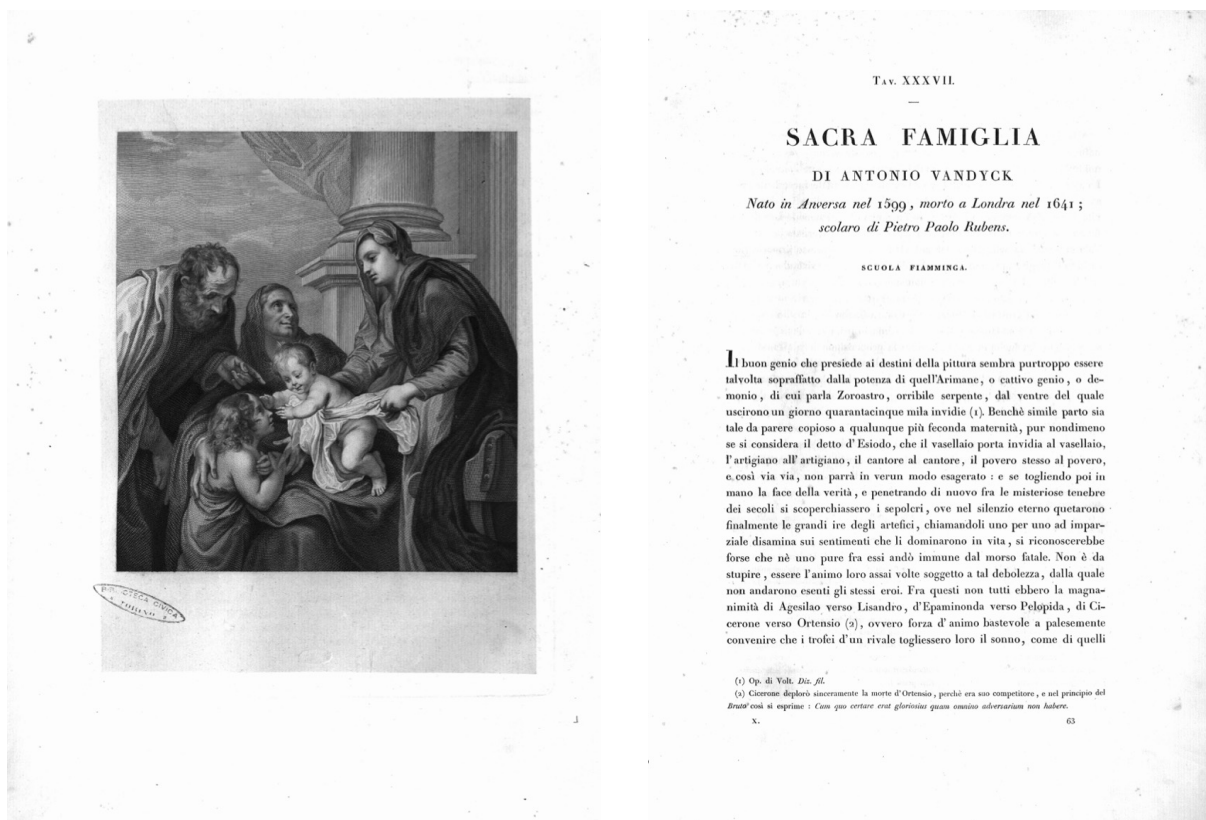 BIBLIOTECA CIVICA
TORINO
Tav. XXXVII.
SACRA FAMIGLIA
DI ANTONIO VANDYCK
Nato in Anversa nel 1599, morto a Londra nel 1641;
scolaro di Pietro Paolo Rubens.
SCUOLA FIAMMINGA.
Il buon genio che presiede ai destini della pittura sembra purtroppo essere
talvolta sopraffatto dalla potenza di quell'Arimane, o cattivo genio, o de-
monio, di cui parla Zoroastro, orribile serpente, dal ventre del quale
uscirono un giorno quarantacinque mila invidie (1). Benchè simile parto sia
tale da parere copioso a qualunque più feconda maternità, pur nondimeno
se si considera il detto d'Esiodo, che il vasellaio porta invidia al vasellaio,
l'artigiano all'artigiano, il cantore al cantore, il povero stesso al povero,
e così via via, non parrà in verun modo esagerato: e se togliendo poi in
mano la face della verità, e penetrando di nuovo fra le misteriose tenebre
dei secoli si scoperchiassero i sepolcri, ove nel silenzio eterno quetarono
finalmente le grandi ire degli artefici, chiamandoli uno per uno ad impar-
ziale disamina sui sentimenti che li dominarono in vita, si riconoscerebbe
forse che nè uno pure fra essi andò immune dal morso fatale. Non è da
stupire, essere l'animo loro assai volte soggetto a tal debolezza, dalla quale
non andarono esenti gli stessi eroi. Fra questi non tutti ebbero la magna-
nimità di Agesilao verso Lisandro, d'Epaminonda verso Pelopida, di Ci-
cerone verso Ortensio (2), ovvero forza d'animo bastevole a palesemente
convenire che i trofei d'un rivale togliessero loro il sonno, come di quelli
(1) Op. di Volt. Diz. fil.
(2) Cicerone deplorò sinceramente la morte d'Ortensio, perchè era suo competitore, e nel principio del
Bruto così si esprime: Cum quo certare erat gloriosius quam omnino adversarium non habere.
X. 63